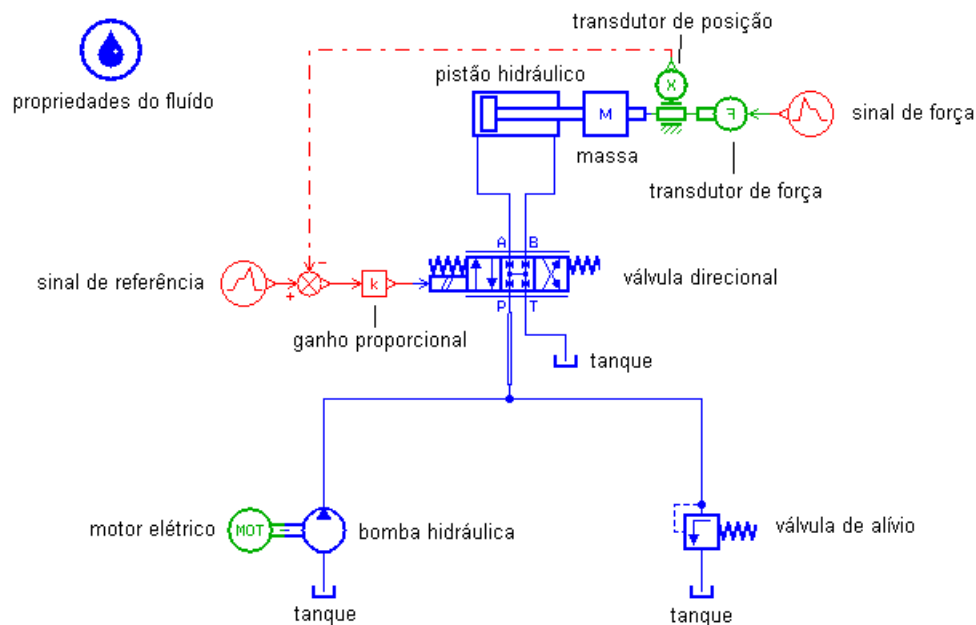 transdutor de posição
pistão hidráulico
propriedades do fluído
X
M
F
sinal de força
massa
transdutor de força
A B
sinal de referência
−
+
k
válvula direcional
P T
ganho proporcional
tanque
motor elétrico
MOT
bomba hidráulica
válvula de alívio
tanque
tanque